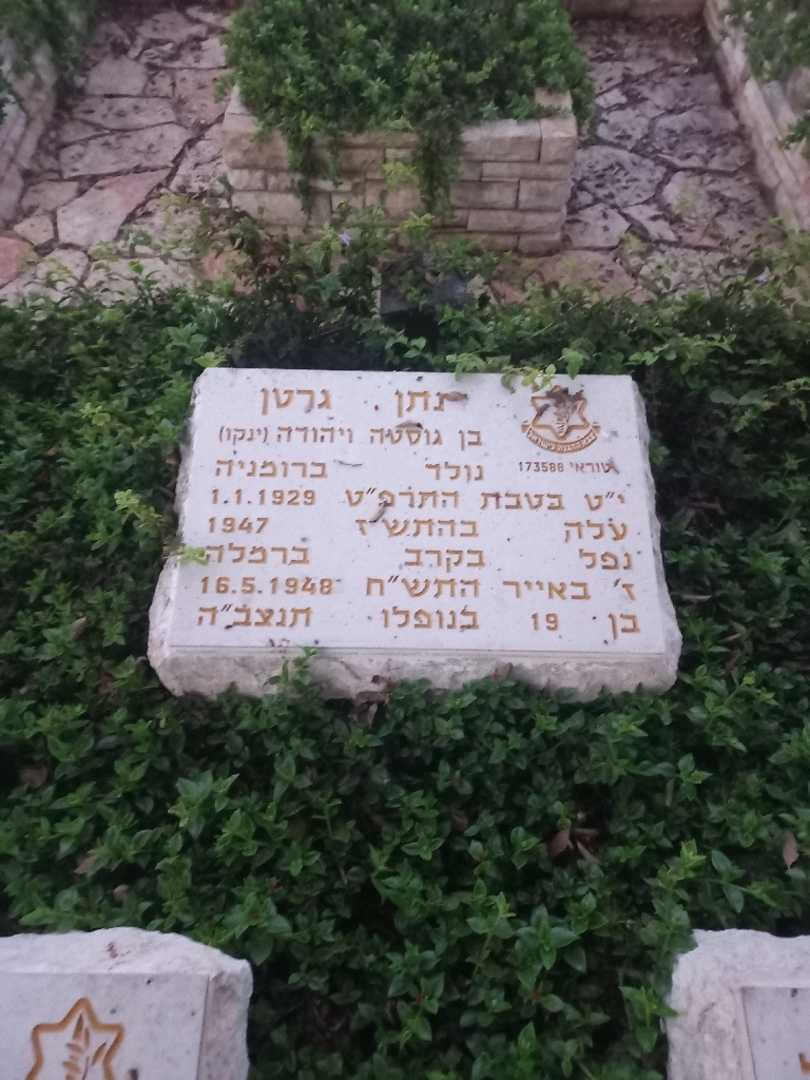 נתן גרטן
בן גוסטה ויהודה (ינקו)
טוראי 173588
נולד ברומניה
י"ט בטבת התרפ"ט 1.1.1929
עלה בהתש"ז 1947
נפל בקרב ברמלה
ז' באייר התש"ח 16.5.1948
בן 19 בנופלו תנצב"ה